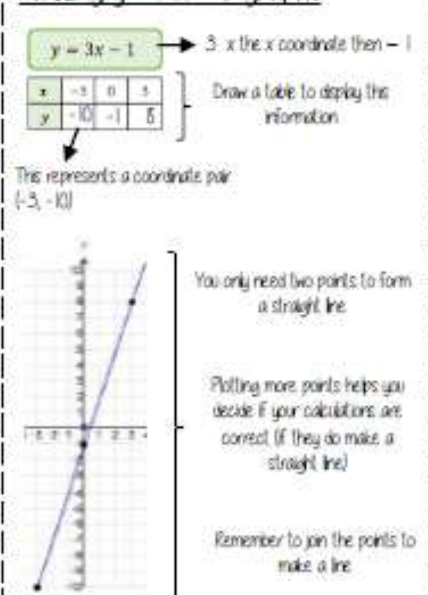 y = 3x − 1
3 x the x coordinate then − 1
x -3 0 3
y -10 -1 8
Draw a table to display this
information
This represents a coordinate pair
(-3, -10)
You only need two points to form
a straight line
Plotting more points helps you
decide if your calculations are
correct (if they do make a
straight line)
Remember to join the points to
make a line